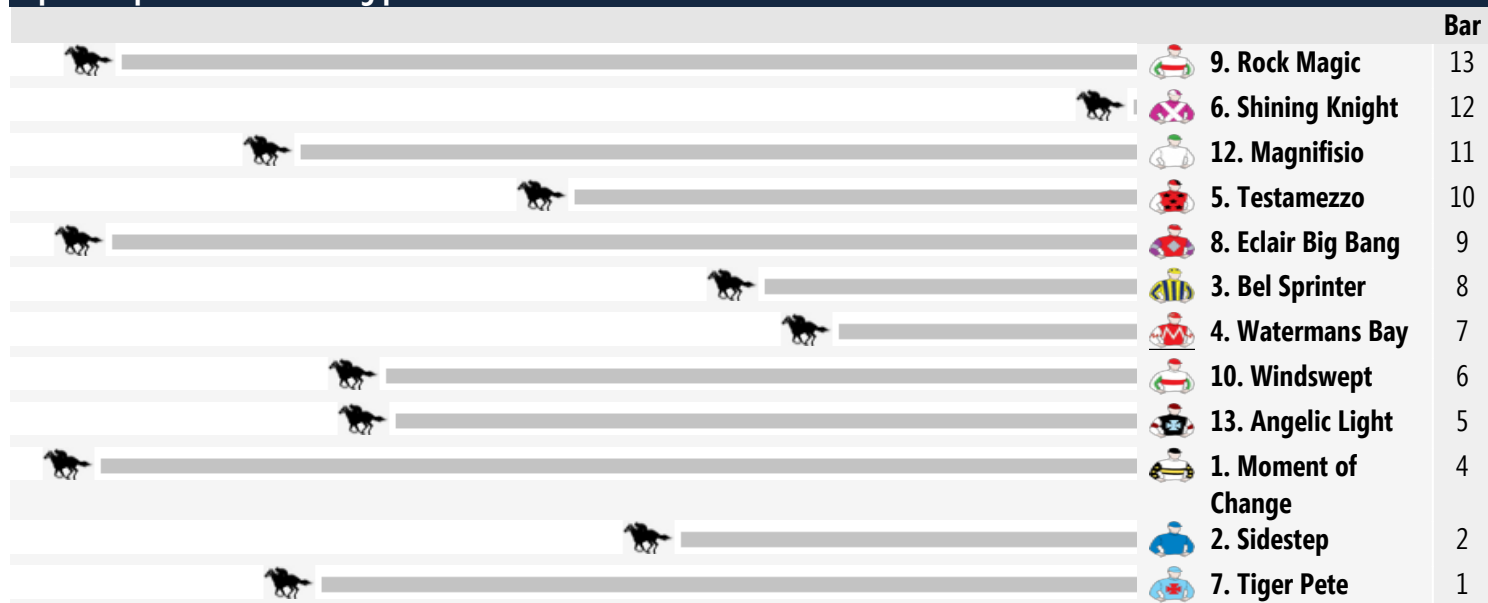 Bar
9. Rock Magic 13
6. Shining Knight 12
12. Magnifisio 11
5. Testamezzo 10
8. Eclair Big Bang 9
3. Bel Sprinter 8
4. Watermans Bay 7
10. Windswept 6
13. Angelic Light 5
1. Moment of 4
Change
2. Sidestep 2
7. Tiger Pete 1